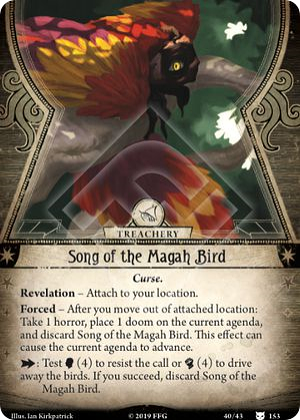 TREACHERY
Song of the Magah Bird
Curse.
Revelation – Attach to your location.
Forced – After you move out of attached location:
Take 1 horror, place 1 doom on the current agenda,
and discard Song of the Magah Bird. This effect can
cause the current agenda to advance.
: Test (4) to resist the call or (4) to drive
away the birds. If you succeed, discard Song of the
Magah Bird.
Illus. Ian Kirkpatrick © 2019 FFG 40/43 153